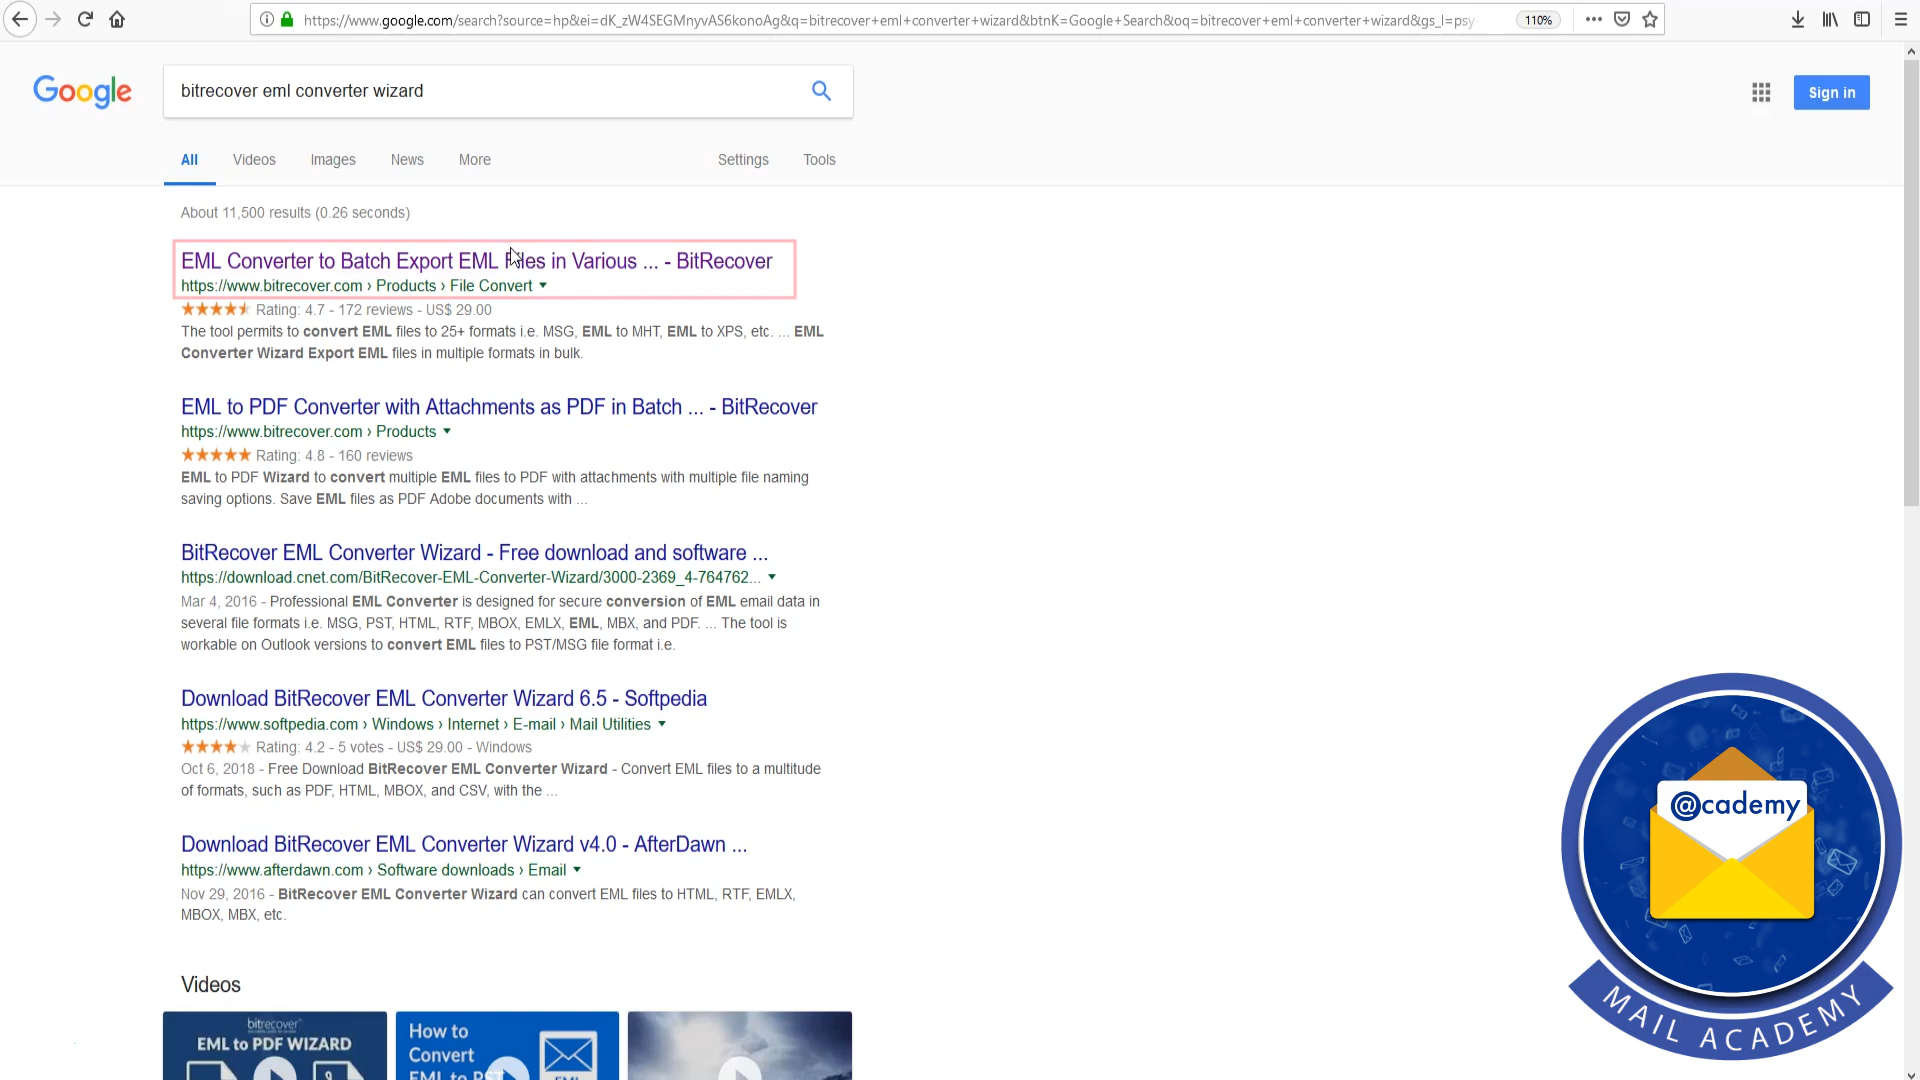 https://www.google.com/search?source=hp&ei=dK_zW4SEGMnyvAS6konoAg&q=bitrecover+eml+converter+wizard&btnK=Google+Search&oq=bitrecover+eml+converter+wizard&gs_l=psy-
110%
Google
bitrecover eml converter wizard
Sign in
All
Videos
Images
News
More
Settings
Tools
About 11,500 results (0.26 seconds)
EML Converter to Batch Export EML Files in Various ... - BitRecover
https://www.bitrecover.com › Products › File Convert
Rating: 4.7 - 172 reviews - US$ 29.00
The tool permits to convert EML files to 25+ formats i.e. MSG, EML to MHT, EML to XPS, etc. ... EML
Converter Wizard Export EML files in multiple formats in bulk.
EML to PDF Converter with Attachments as PDF in Batch ... - BitRecover
https://www.bitrecover.com › Products
Rating: 4.8 - 160 reviews
EML to PDF Wizard to convert multiple EML files to PDF with attachments with multiple file naming
saving options. Save EML files as PDF Adobe documents with ...
BitRecover EML Converter Wizard - Free download and software ...
https://download.cnet.com/BitRecover-EML-Converter-Wizard/3000-2369_4-764762...
Mar 4, 2016 - Professional EML Converter is designed for secure conversion of EML email data in
several file formats i.e. MSG, PST, HTML, RTF, MBOX, EMLX, EML, MBX, and PDF. ... The tool is
workable on Outlook versions to convert EML files to PST/MSG file format i.e.
Download BitRecover EML Converter Wizard 6.5 - Softpedia
https://www.softpedia.com › Windows › Internet › E-mail › Mail Utilities
Rating: 4.2 - 5 votes - US$ 29.00 - Windows
Oct 6, 2018 - Free Download BitRecover EML Converter Wizard - Convert EML files to a multitude
of formats, such as PDF, HTML, MBOX, and CSV, with the ...
Download BitRecover EML Converter Wizard v4.0 - AfterDawn ...
https://www.afterdawn.com › Software downloads › Email
Nov 29, 2016 - BitRecover EML Converter Wizard can convert EML files to HTML, RTF, EMLX,
MBOX, MBX, etc.
Videos
bitrecover
EML to PDF WIZARD
How to
Convert
EML to PST
EML
@cademy
MAIL ACADEMY